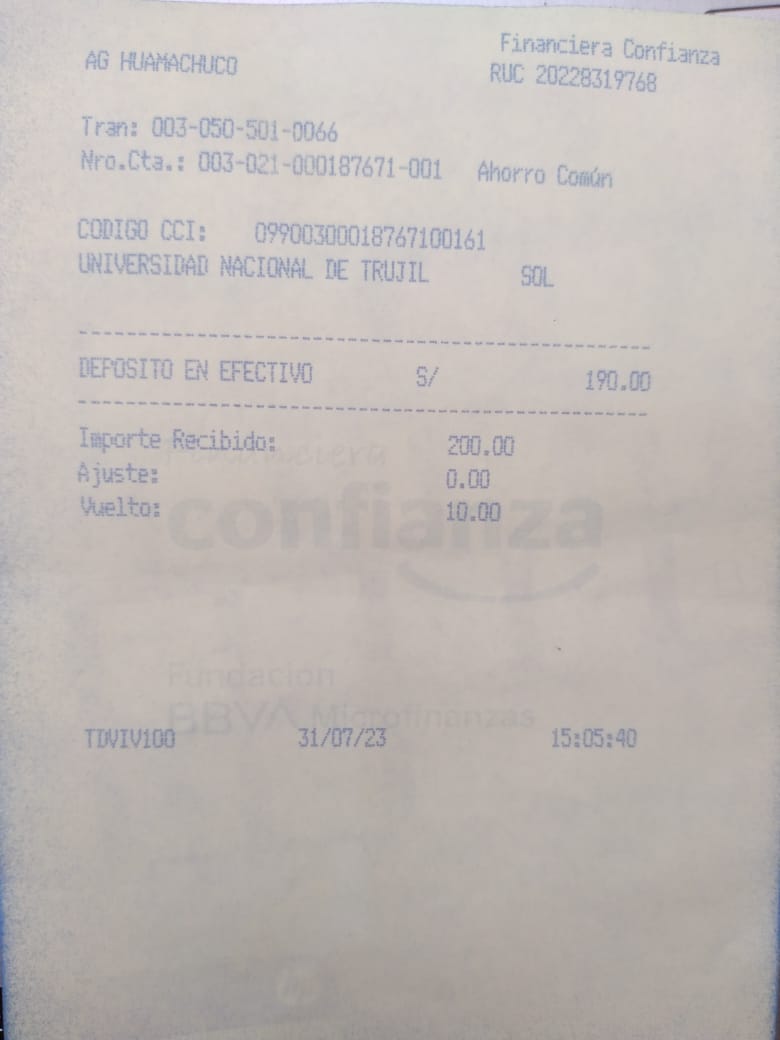 Financiera Confianza
AG HUAMACHUCO
RUC 20228319768
Tran: 003-050-501-0066
Nro.Cta.: 003-021-000187671-001 Ahorro Común
CODIGO CCI: 09900300018767100161
UNIVERSIDAD NACIONAL DE TRUJIL SOL
DEPOSITO EN EFECTIVO S/ 190.00
Importe Recibido: 200.00
Ajuste: 0.00
Vuelto: 10.00
Financiera
confianza
Fundación
BBVA Microfinanzas
TDVIV100 31/07/23 15:05:40